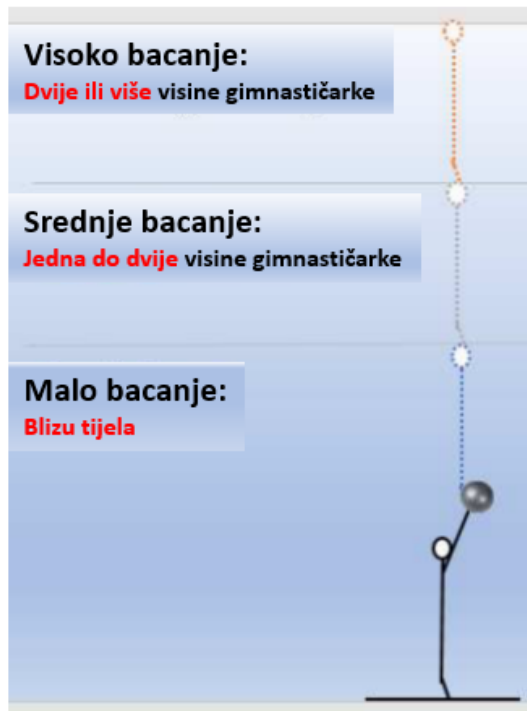 Visoko bacanje:
Dvije ili više visine gimnastičarke
Srednje bacanje:
Jedna do dvije visine gimnastičarke
Malo bacanje:
Blizu tijela